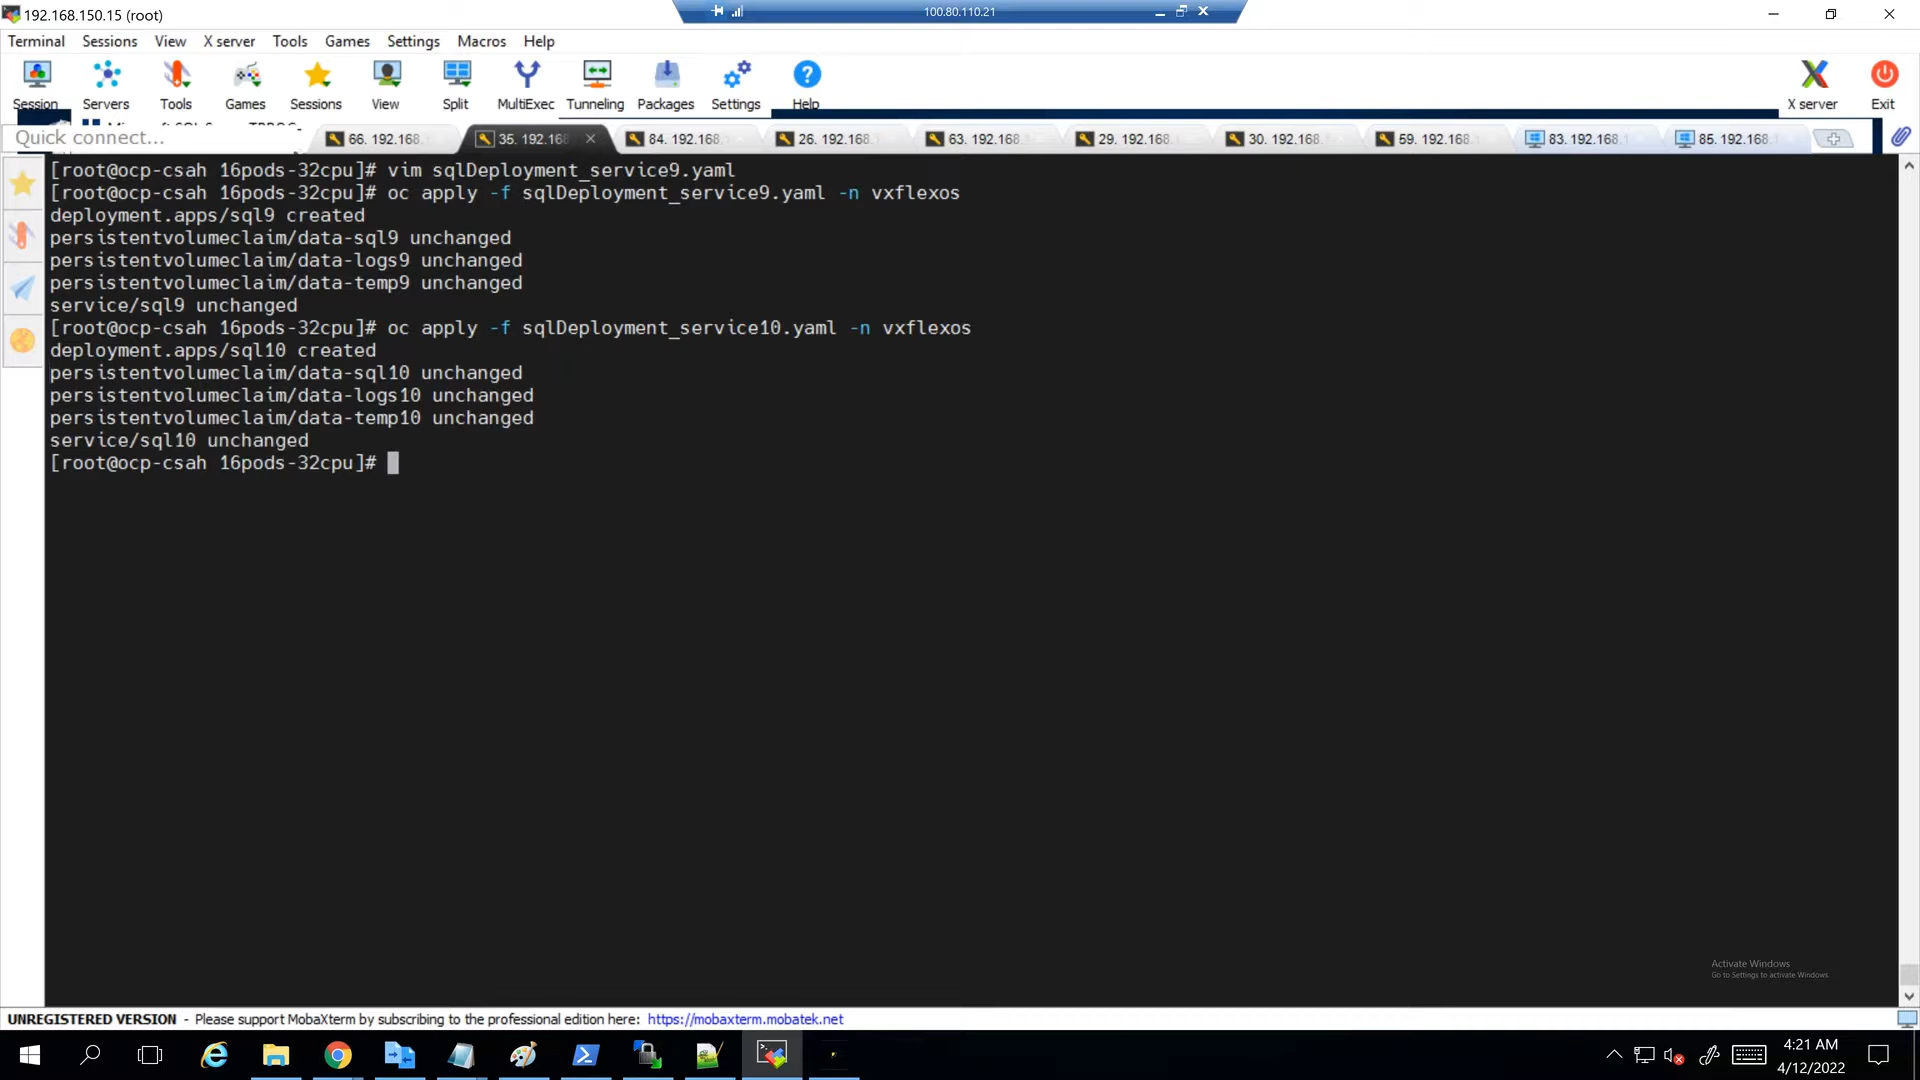 192.168.150.15 (root)
100.80.110.21
Terminal Sessions View X server Tools Games Settings Macros Help
Session Servers Tools Games Sessions View Split MultiExec Tunneling Packages Settings Help X server Exit
Quick connect...
66. 192.168. 35. 192.168 84. 192.168. 26. 192.168. 63. 192.168. 29. 192.168. 30. 192.168. 59. 192.168. 83. 192.168. 85. 192.168.
[root@ocp-csah 16pods-32cpu]# vim sqlDeployment_service9.yaml
[root@ocp-csah 16pods-32cpu]# oc apply -f sqlDeployment_service9.yaml -n vxflexos
deployment.apps/sql9 created
persistentvolumeclaim/data-sql9 unchanged
persistentvolumeclaim/data-logs9 unchanged
persistentvolumeclaim/data-temp9 unchanged
service/sql9 unchanged
[root@ocp-csah 16pods-32cpu]# oc apply -f sqlDeployment_service10.yaml -n vxflexos
deployment.apps/sql10 created
persistentvolumeclaim/data-sql10 unchanged
persistentvolumeclaim/data-logs10 unchanged
persistentvolumeclaim/data-temp10 unchanged
service/sql10 unchanged
[root@ocp-csah 16pods-32cpu]#
Activate Windows
Go to Settings to activate Windows.
UNREGISTERED VERSION - Please support MobaXterm by subscribing to the professional edition here: https://mobaxterm.mobatek.net
4:21 AM
4/12/2022